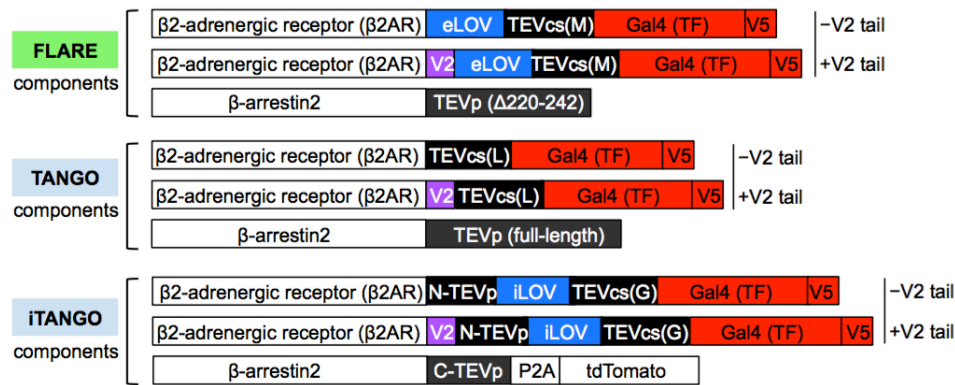 FLARE
components
β2-adrenergic receptor (β2AR) eLOV TEVcs(M) Gal4 (TF) V5 −V2 tail
β2-adrenergic receptor (β2AR) V2 eLOV TEVcs(M) Gal4 (TF) V5 +V2 tail
β-arrestin2 TEVp (Δ220-242)
TANGO
components
β2-adrenergic receptor (β2AR) TEVcs(L) Gal4 (TF) V5 −V2 tail
β2-adrenergic receptor (β2AR) V2 TEVcs(L) Gal4 (TF) V5 +V2 tail
β-arrestin2 TEVp (full-length)
iTANGO
components
β2-adrenergic receptor (β2AR) N-TEVp iLOV TEVcs(G) Gal4 (TF) V5 −V2 tail
β2-adrenergic receptor (β2AR) V2 N-TEVp iLOV TEVcs(G) Gal4 (TF) V5 +V2 tail
β-arrestin2 C-TEVp P2A tdTomato